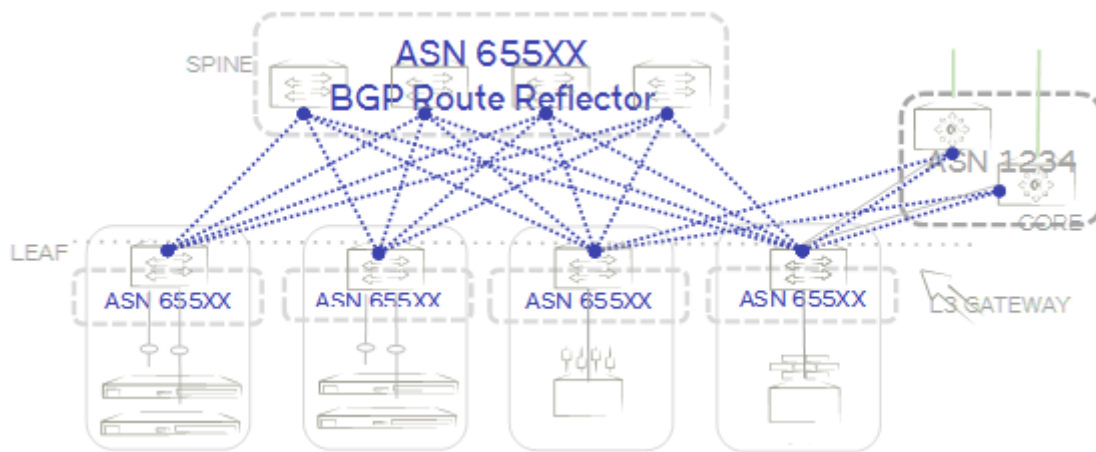 ASN 655XX
SPINE
BGP Route Reflector
ASN 1234
CORE
LEAF
ASN 655XX
ASN 655XX
ASN 655XX
ASN 655XX
L3 GATEWAY